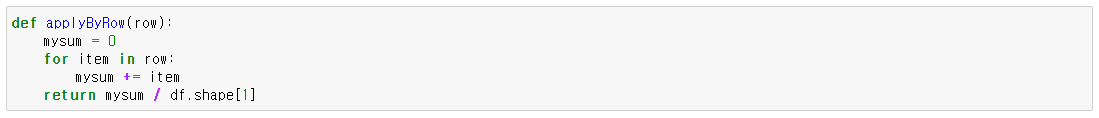 def applyByRow(row):
    mysum = 0
    for item in row:
        mysum += item
    return mysum / df.shape[1]